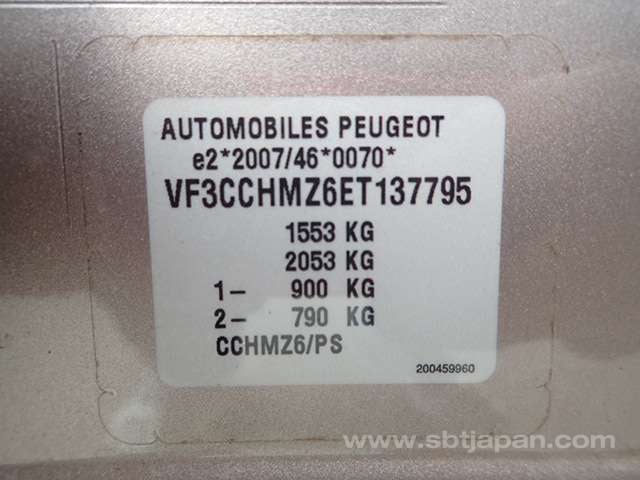 AUTOMOBILES PEUGEOT
e2*2007/46*0070*
VF3CCHMZ6ET137795
1553 KG
2053 KG
1- 900 KG
2- 790 KG
CCHMZ6/PS
200459960
www.sbtjapan.com